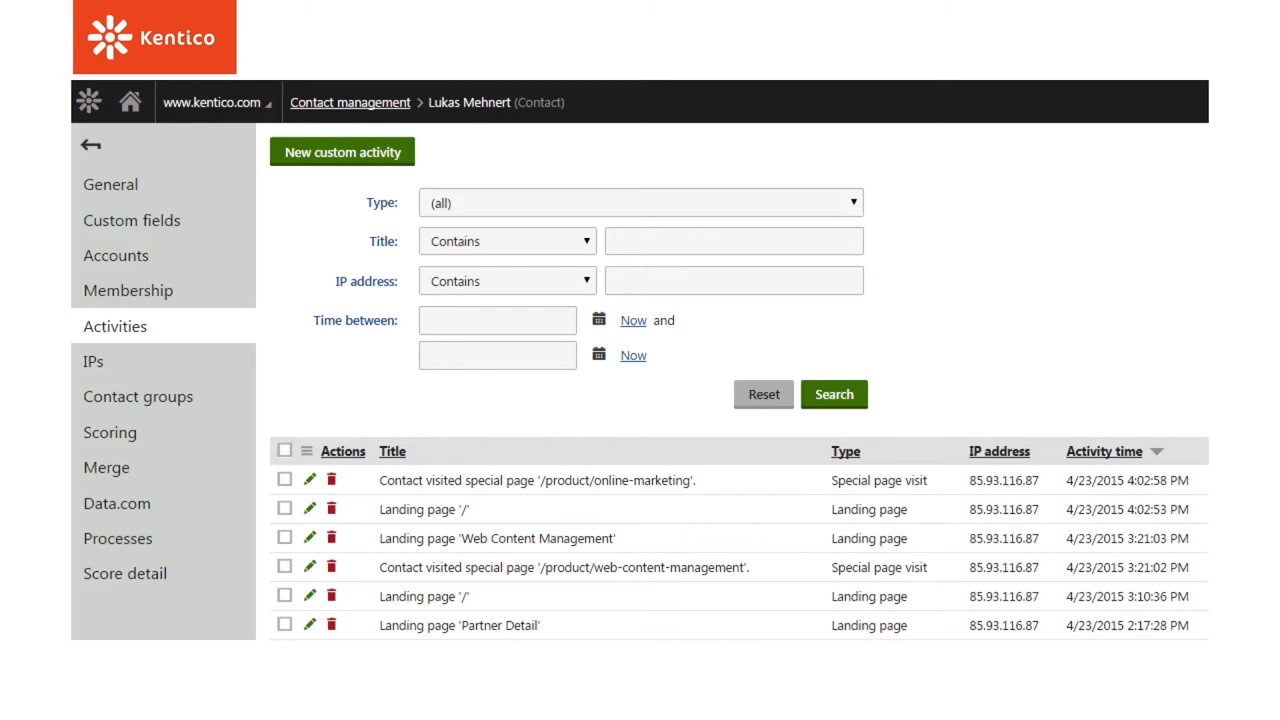 Kentico
www.kentico.com Contact management > Lukas Mehnert (Contact)
General
Custom fields
Accounts
Membership
Activities
IPs
Contact groups
Scoring
Merge
Data.com
Processes
Score detail
New custom activity
Type: (all)
Title: Contains
IP address: Contains
Time between: Now and
Now
Reset Search
Actions Title Type IP address Activity time
Contact visited special page '/product/online-marketing'. Special page visit 85.93.116.87 4/23/2015 4:02:58 PM
Landing page '/' Landing page 85.93.116.87 4/23/2015 4:02:53 PM
Landing page 'Web Content Management' Landing page 85.93.116.87 4/23/2015 3:21:03 PM
Contact visited special page '/product/web-content-management'. Special page visit 85.93.116.87 4/23/2015 3:21:02 PM
Landing page '/' Landing page 85.93.116.87 4/23/2015 3:10:36 PM
Landing page 'Partner Detail' Landing page 85.93.116.87 4/23/2015 2:17:28 PM